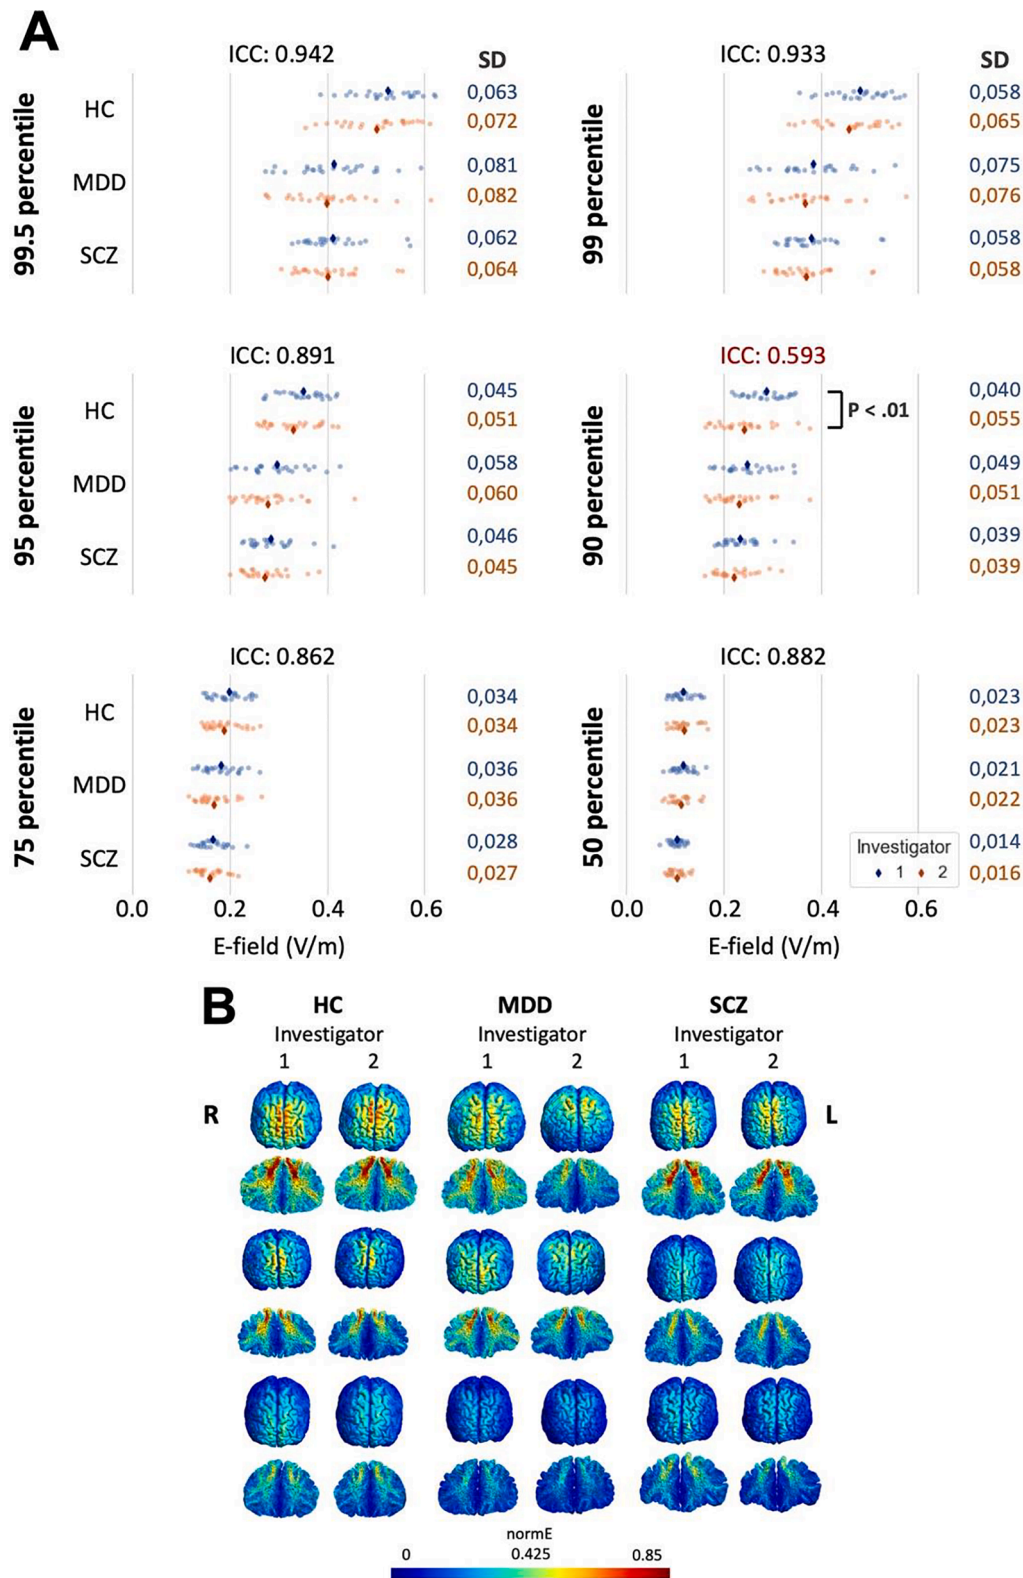 A
ICC: 0.942
SD
99.5 percentile
HC
0,063
0,072
MDD
0,081
0,082
SCZ
0,062
0,064
ICC: 0.933
SD
99 percentile
0,058
0,065
0,075
0,076
0,058
0,058
ICC: 0.891
95 percentile
HC
0,045
0,051
MDD
0,058
0,060
SCZ
0,046
0,045
ICC: 0.593
90 percentile
P < .01
0,040
0,055
0,049
0,051
0,039
0,039
ICC: 0.862
75 percentile
HC
0,034
0,034
MDD
0,036
0,036
SCZ
0,028
0,027
0.0 0.2 0.4 0.6
E-field (V/m)
ICC: 0.882
50 percentile
0,023
0,023
0,021
0,022
0,014
0,016
Investigator
1 2
0.0 0.2 0.4 0.6
E-field (V/m)
B
HC MDD SCZ
Investigator Investigator Investigator
1 2 1 2 1 2
R L
normE
0 0.425 0.85